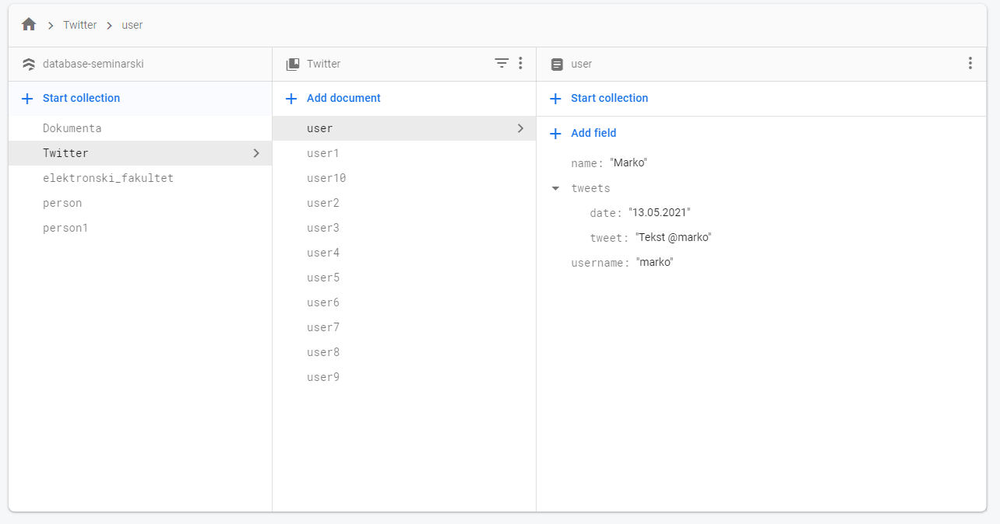 Twitter user
database-seminarski
Start collection
Dokumenta
Twitter
elektronski_fakultet
person
person1
Twitter
Add document
user
user1
user10
user2
user3
user4
user5
user6
user7
user8
user9
user
Start collection
Add field
name: "Marko"
tweets
date: "13.05.2021"
tweet: "Tekst @marko"
username: "marko"